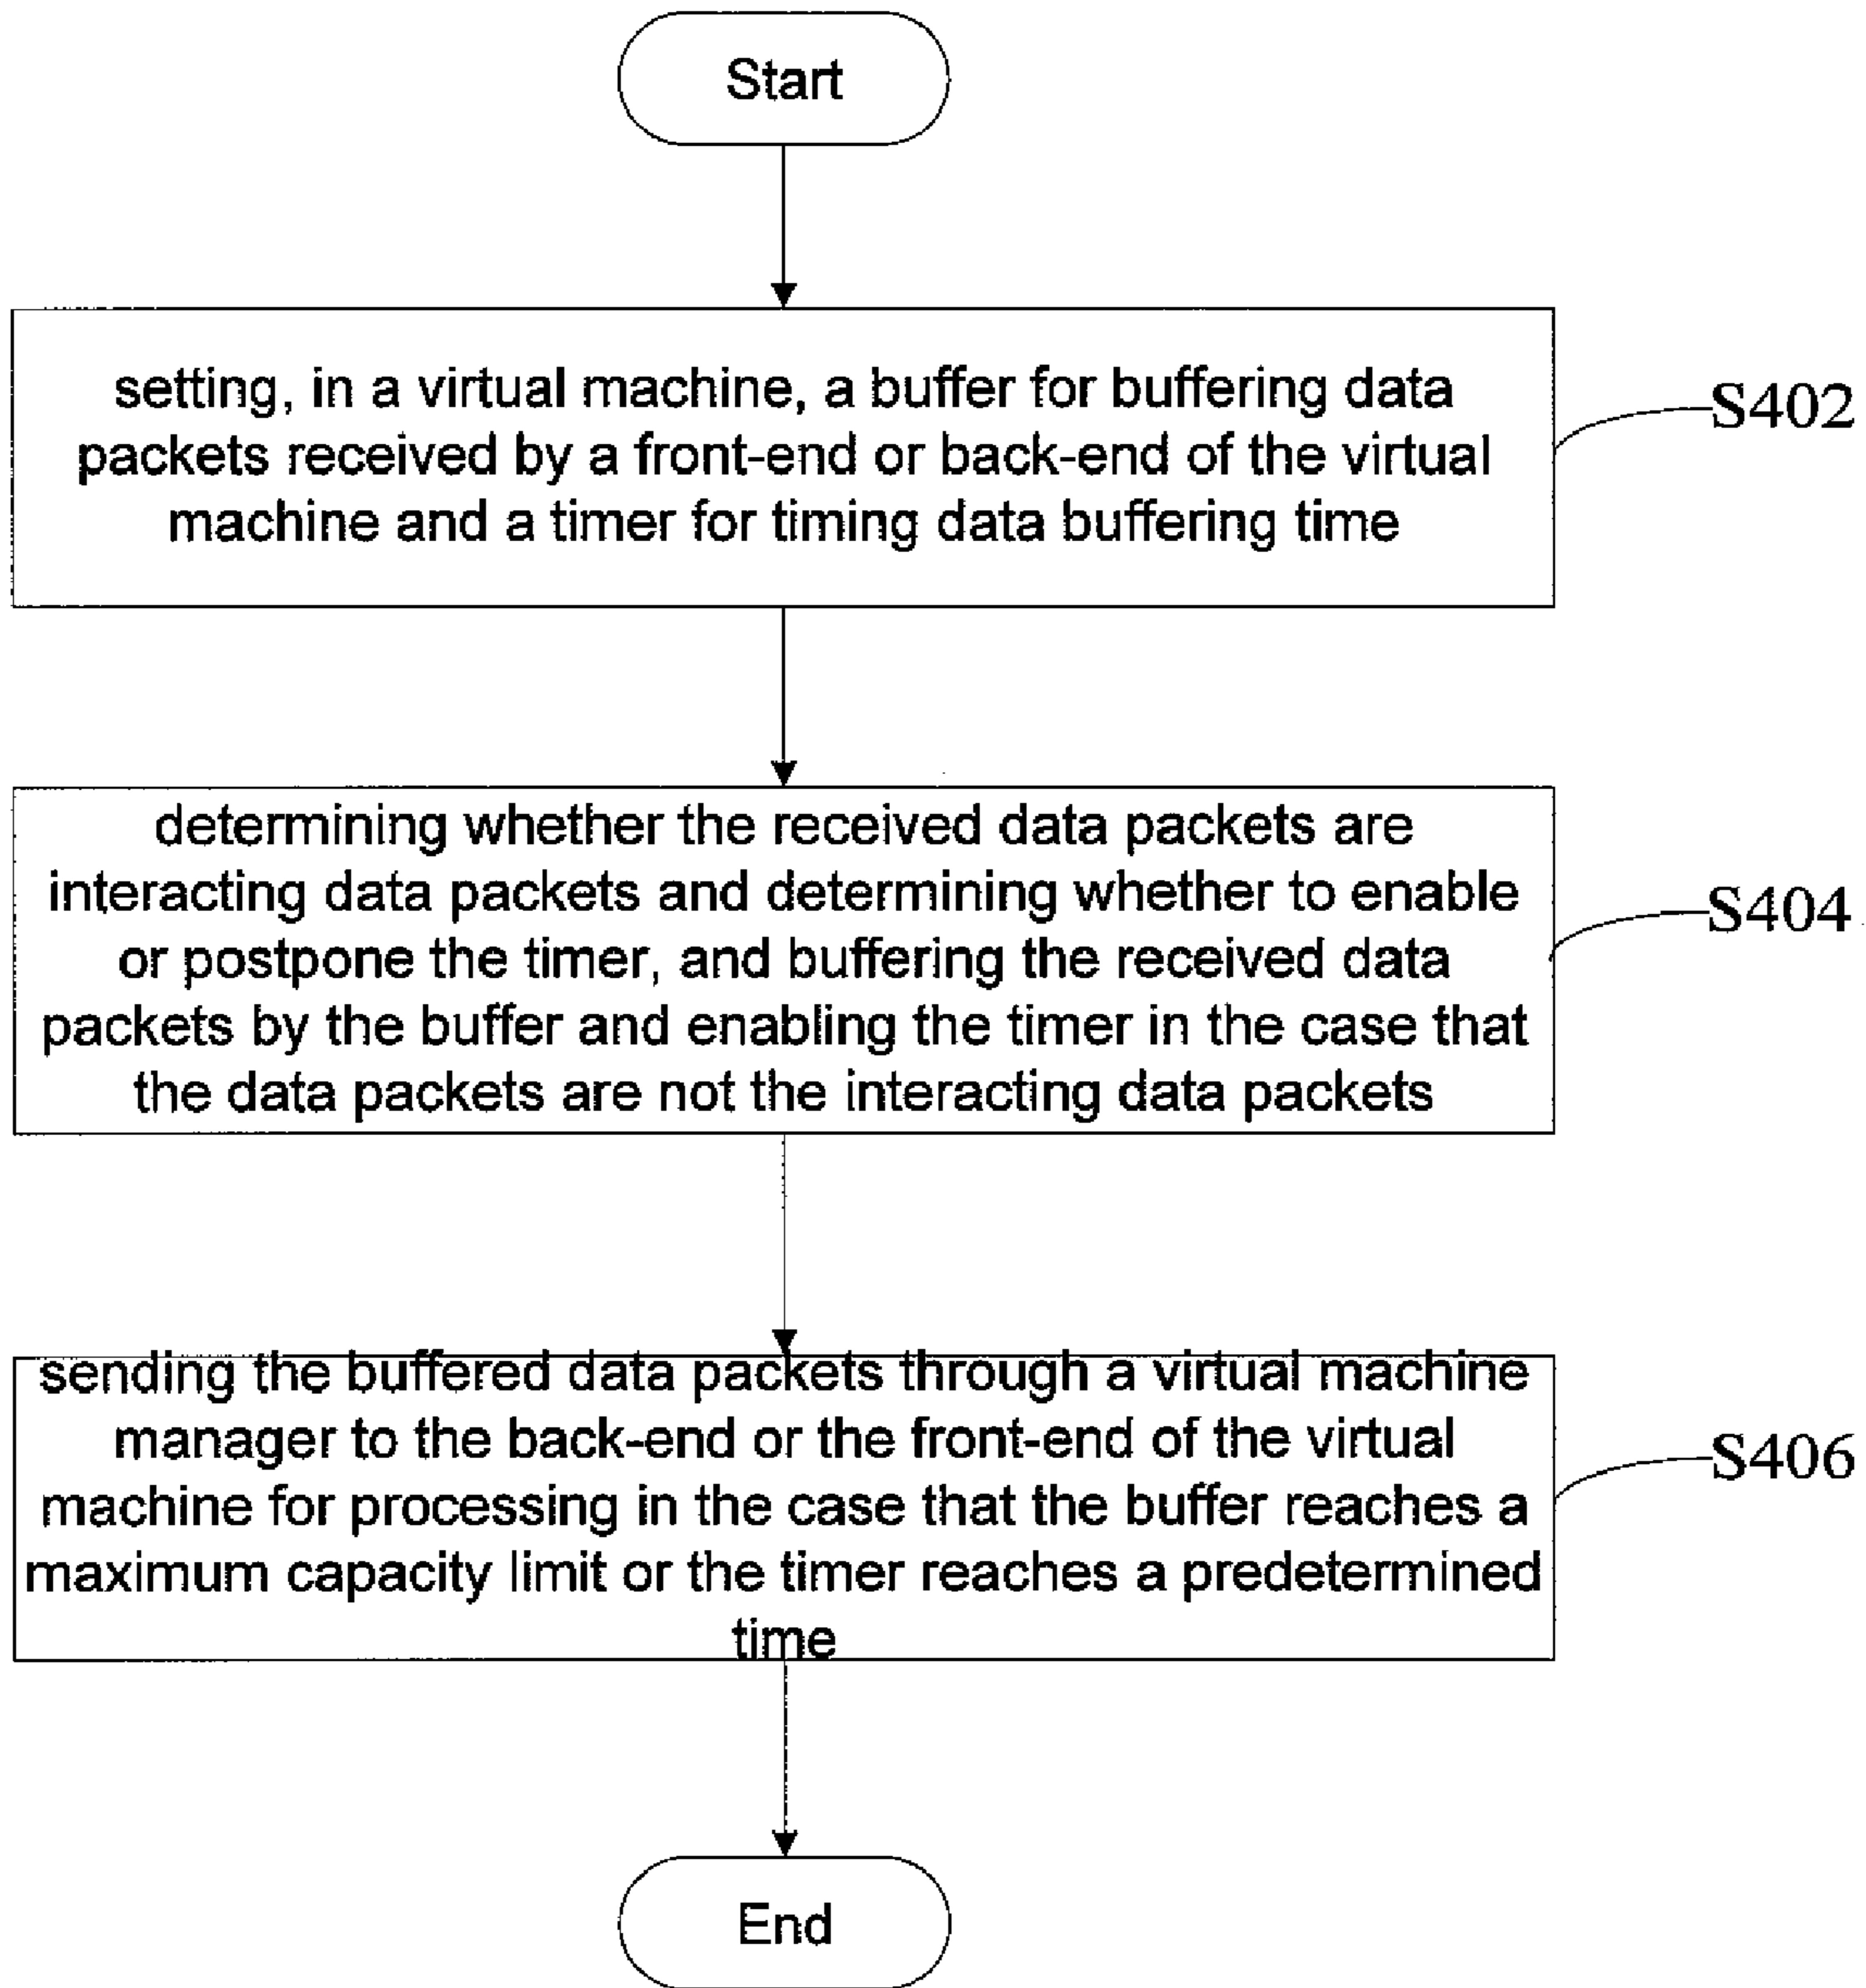 Start
setting, in a virtual machine, a buffer for buffering data
packets received by a front-end or back-end of the virtual
machine and a timer for timing data buffering time
S402
determining whether the received data packets are
interacting data packets and determining whether to enable
or postpone the timer, and buffering the received data
packets by the buffer and enabling the timer in the case that
the data packets are not the interacting data packets
S404
sending the buffered data packets through a virtual machine
manager to the back-end or the front-end of the virtual
machine for processing in the case that the buffer reaches a
maximum capacity limit or the timer reaches a predetermined
time
S406
End